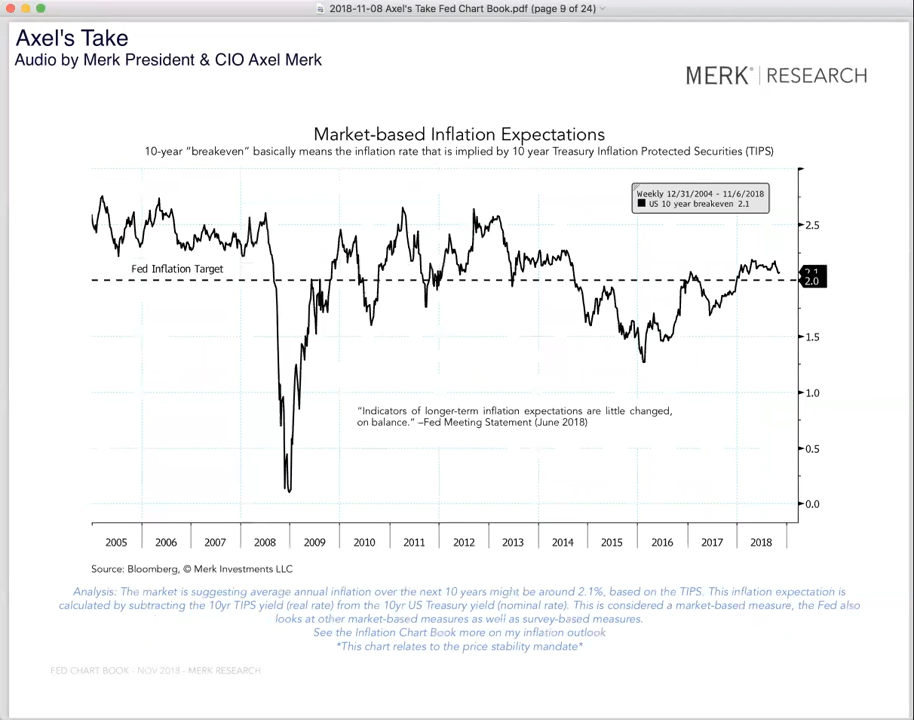 2018-11-08 Axel's Take Fed Chart Book.pdf (page 9 of 24)
Axel's Take
Audio by Merk President & CIO Axel Merk
MERK® | RESEARCH
Market-based Inflation Expectations
10-year “breakeven” basically means the inflation rate that is implied by 10 year Treasury Inflation Protected Securities (TIPS)
Weekly 12/31/2004 - 11/6/2018
US 10 year breakeven 2.1
2.5
Fed Inflation Target
2.1
2.0
1.5
1.0
“Indicators of longer-term inflation expectations are little changed,
on balance.” –Fed Meeting Statement (June 2018)
0.5
0.0
2005 2006 2007 2008 2009 2010 2011 2012 2013 2014 2015 2016 2017 2018
Source: Bloomberg, © Merk Investments LLC
Analysis: The market is suggesting average annual inflation over the next 10 years might be around 2.1%, based on the TIPS. This inflation expectation is
calculated by subtracting the 10yr TIPS yield (real rate) from the 10yr US Treasury yield (nominal rate). This is considered a market-based measure, the Fed also
looks at other market-based measures as well as survey-based measures.
See the Inflation Chart Book more on my inflation outlook
*This chart relates to the price stability mandate*
FED CHART BOOK - NOV 2018 - MERK RESEARCH